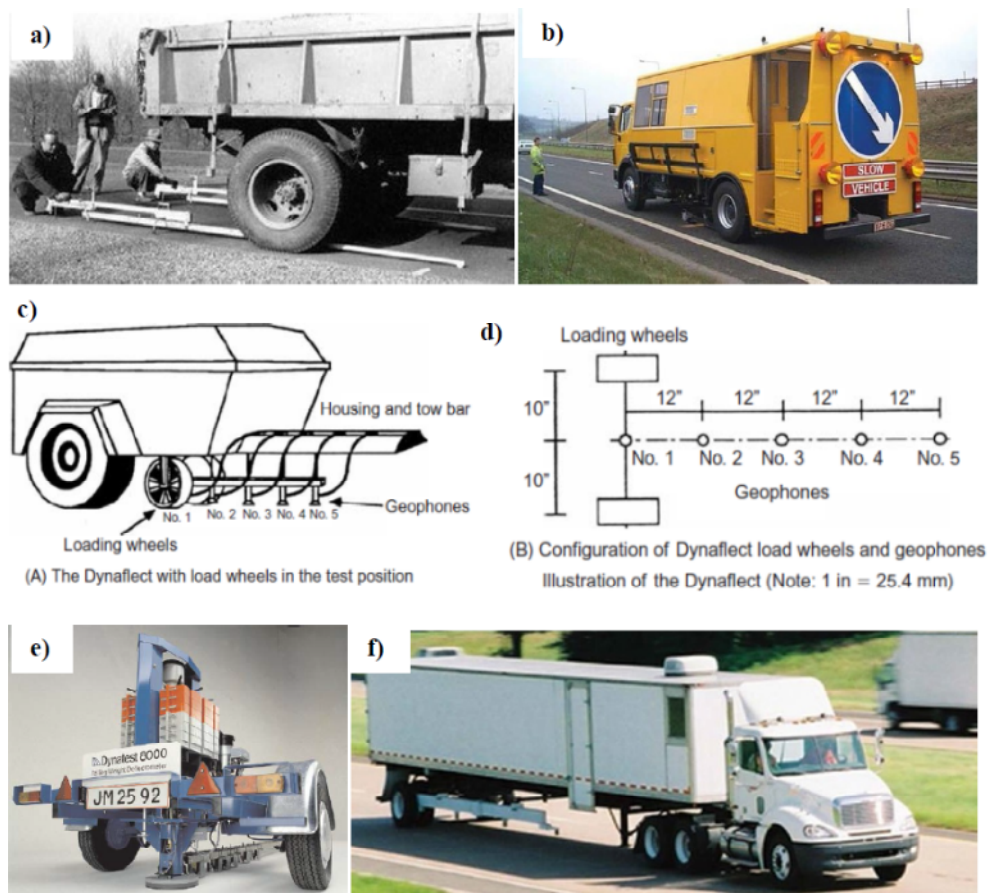 a)
b)
SLOW
VEHICLE
c)
Housing and tow bar
Geophones
No. 1 No. 2 No. 3 No. 4 No. 5
Loading wheels
(A) The Dynaflect with load wheels in the test position
d)
Loading wheels
10"
12" 12" 12" 12"
No. 1 No. 2 No. 3 No. 4 No. 5
10"
Geophones
(B) Configuration of Dynaflect load wheels and geophones
Illustration of the Dynaflect (Note: 1 in = 25.4 mm)
e)
Dynatest 8000
JM 25 92
f)